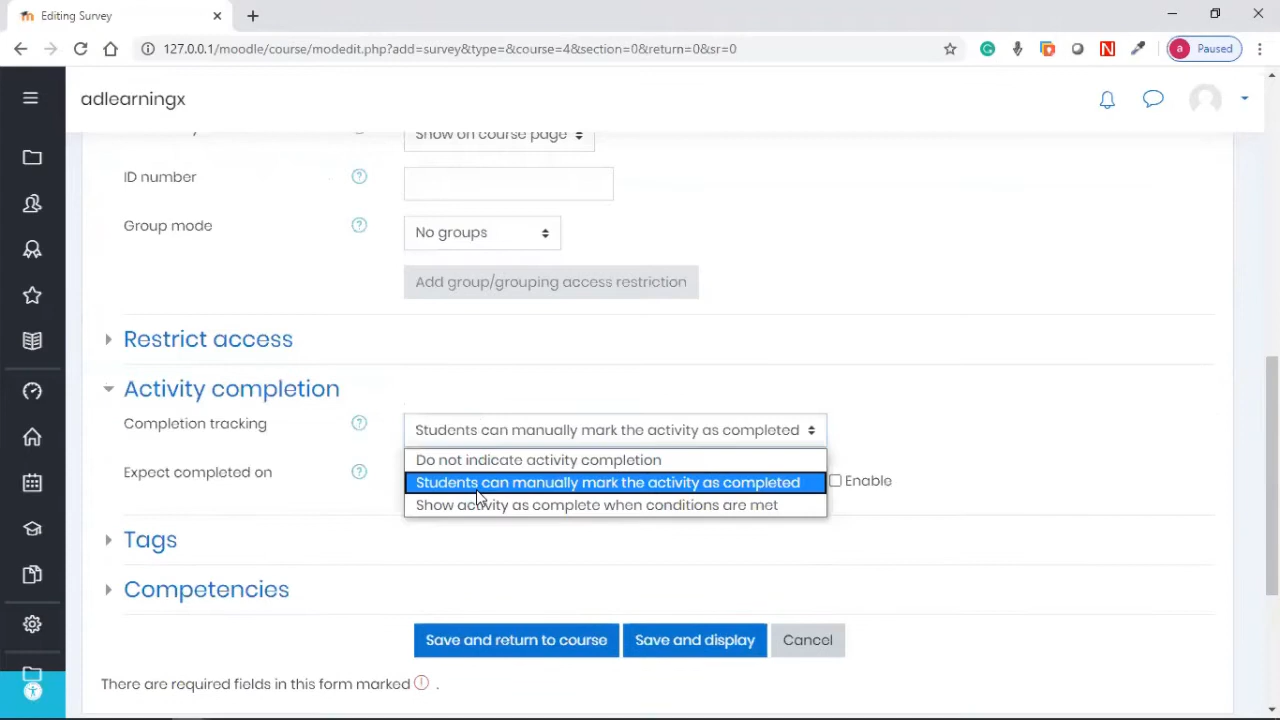 Editing Survey
127.0.0.1/moodle/course/modedit.php?add=survey&type=&course=4&section=0&return=0&sr=0
a Paused
adlearningx
Show on course page
ID number
Group mode
No groups
Add group/grouping access restriction
Restrict access
Activity completion
Completion tracking
Students can manually mark the activity as completed
Do not indicate activity completion
Expect completed on
Students can manually mark the activity as completed
Enable
Show activity as complete when conditions are met
Tags
Competencies
Save and return to course Save and display Cancel
There are required fields in this form marked .